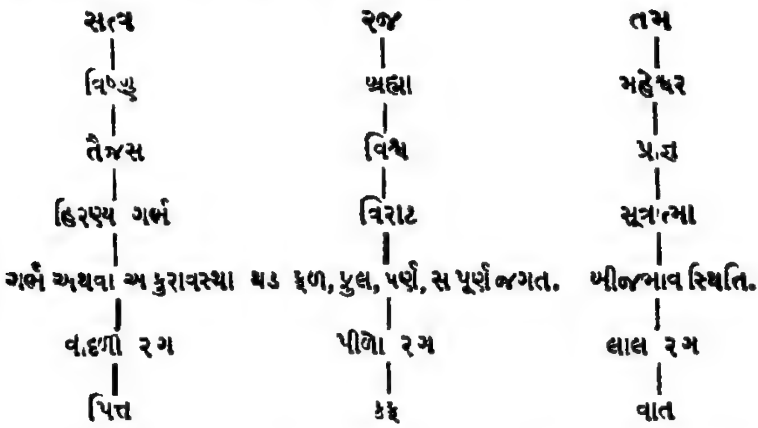 સત્વ રજ તમ
વિષ્ણુ બ્રહ્મા મહેશ્વર
તૈજસ વિશ્વ પ્રાજ્ઞ
હિરણ્ય ગર્ભ વિરાટ સૂત્રાત્મા
ગર્ભ અથવા અંકુરાવસ્થા થડ ફળ, ફુલ, પર્ણ, સંપૂર્ણ જગત. બીજભાવ સ્થિતિ.
વાદળી રંગ પીળો રંગ લાલ રંગ
પિત્ત કફ વાત